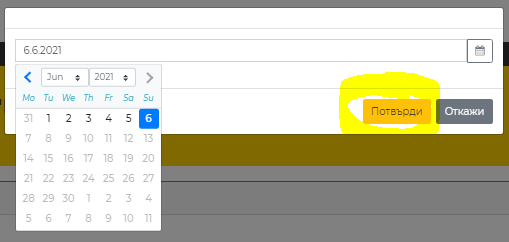 6.6.2021
Jun 2021
Mo Tu We Th Fr Sa Su
31 1 2 3 4 5 6
7 8 9 10 11 12 13
14 15 16 17 18 19 20
21 22 23 24 25 26 27
28 29 30 1 2 3 4
5 6 7 8 9 10 11
Потвърди Откажи